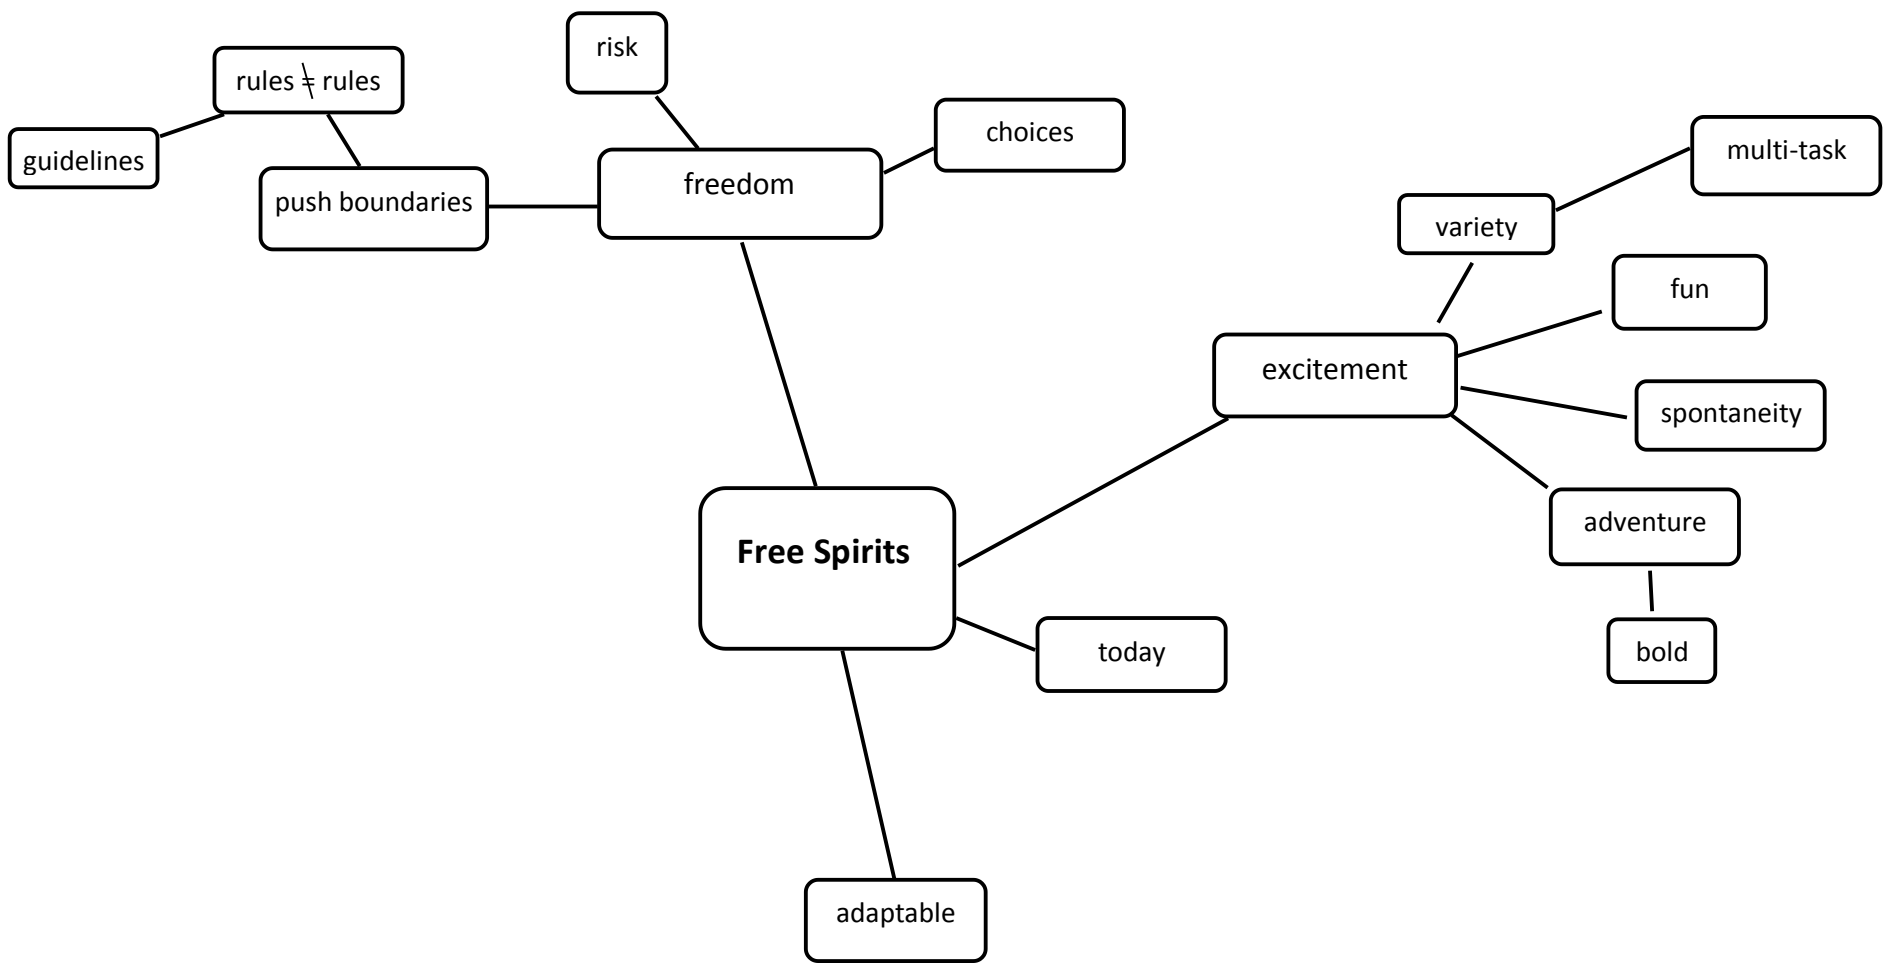 risk
rules ≠ rules
choices
multi-task
guidelines
freedom
push boundaries
variety
fun
excitement
spontaneity
adventure
Free Spirits
today
bold
adaptable